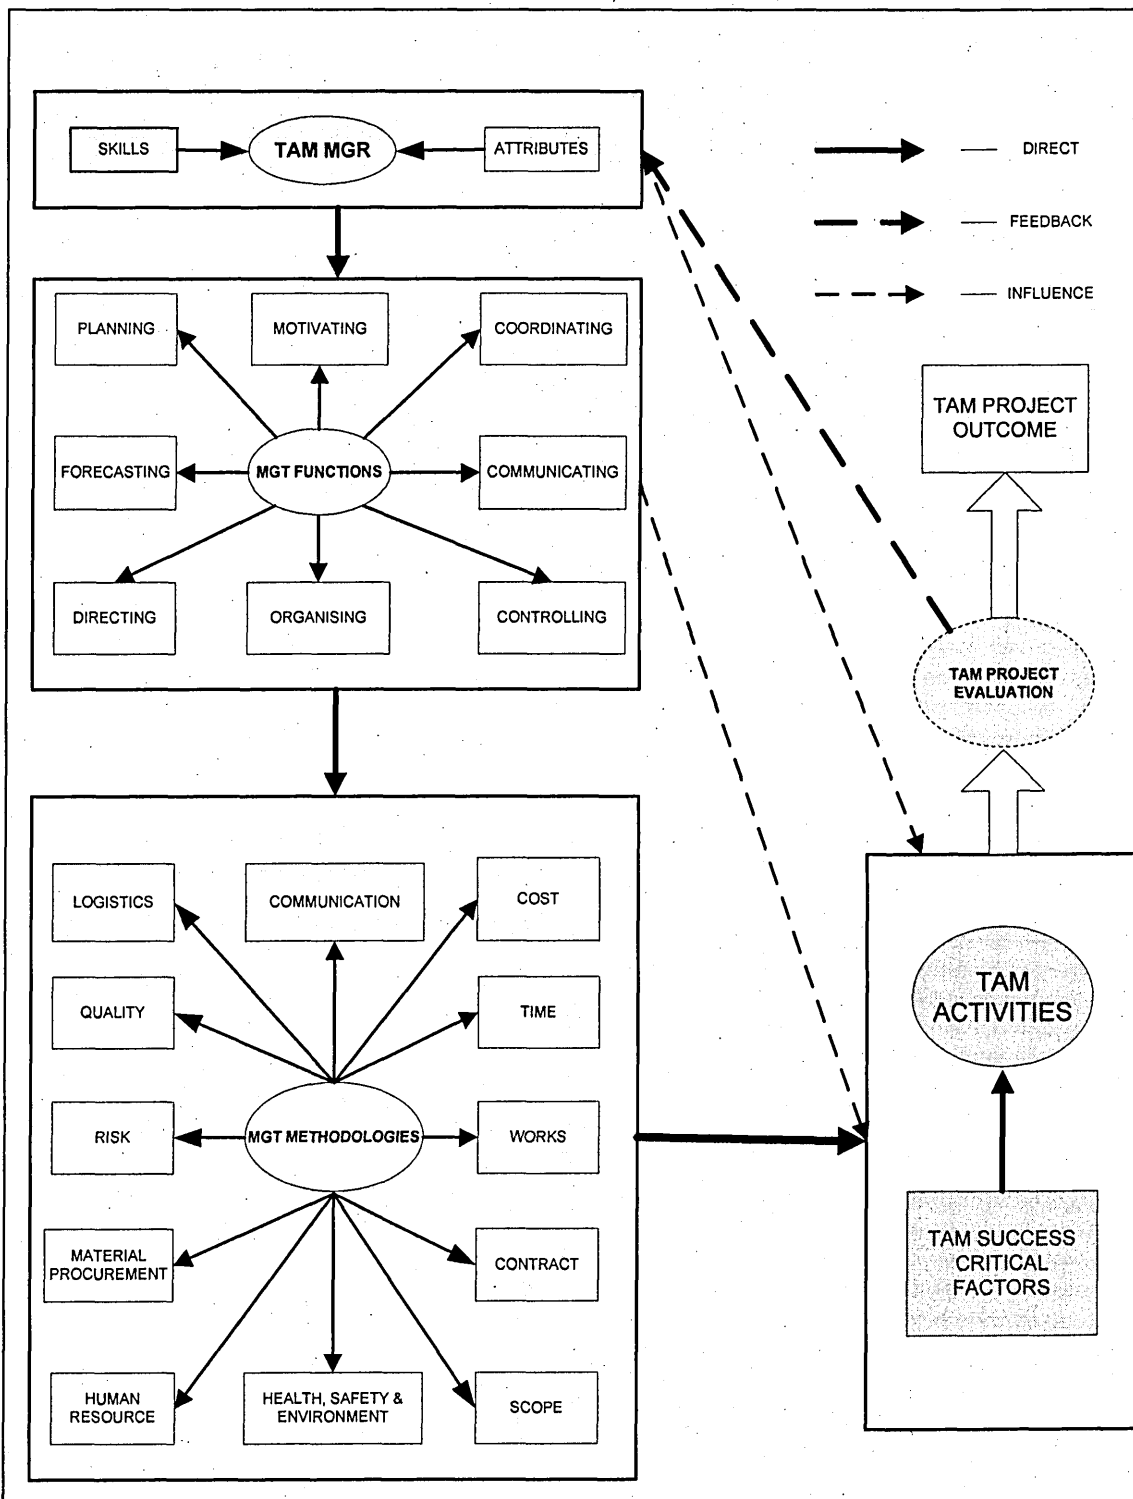 SKILLS
TAM MGR
ATTRIBUTES
DIRECT
FEEDBACK
INFLUENCE
PLANNING
MOTIVATING
COORDINATING
FORECASTING
MGT FUNCTIONS
COMMUNICATING
DIRECTING
ORGANISING
CONTROLLING
TAM PROJECT
OUTCOME
TAM PROJECT
EVALUATION
LOGISTICS
COMMUNICATION
COST
QUALITY
TIME
RISK
MGT METHODOLOGIES
WORKS
MATERIAL
PROCUREMENT
CONTRACT
HUMAN
RESOURCE
HEALTH, SAFETY &
ENVIRONMENT
SCOPE
TAM
ACTIVITIES
TAM SUCCESS
CRITICAL
FACTORS